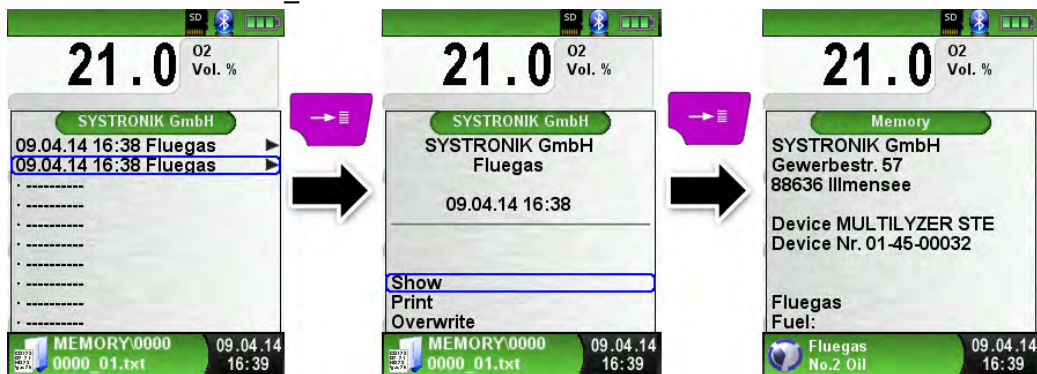 SD
21.0 O2
Vol. %
SYSTRONIK GmbH
09.04.14 16:38 Fluegas
09.04.14 16:38 Fluegas
· ----------
· ----------
· ----------
· ----------
· ----------
· ----------
· ----------
· ----------
MEMORY\0000 09.04.14
0000_01.txt 16:39
SD
21.0 O2
Vol. %
SYSTRONIK GmbH
SYSTRONIK GmbH
Fluegas
09.04.14 16:38
Show
Print
Overwrite
MEMORY\0000 09.04.14
0000_01.txt 16:39
SD
21.0 O2
Vol. %
Memory
SYSTRONIK GmbH
Gewerbestr. 57
88636 Illmensee
Device MULTILYZER STE
Device Nr. 01-45-00032
Fluegas
Fuel:
Fluegas 09.04.14
No.2 Oil 16:39